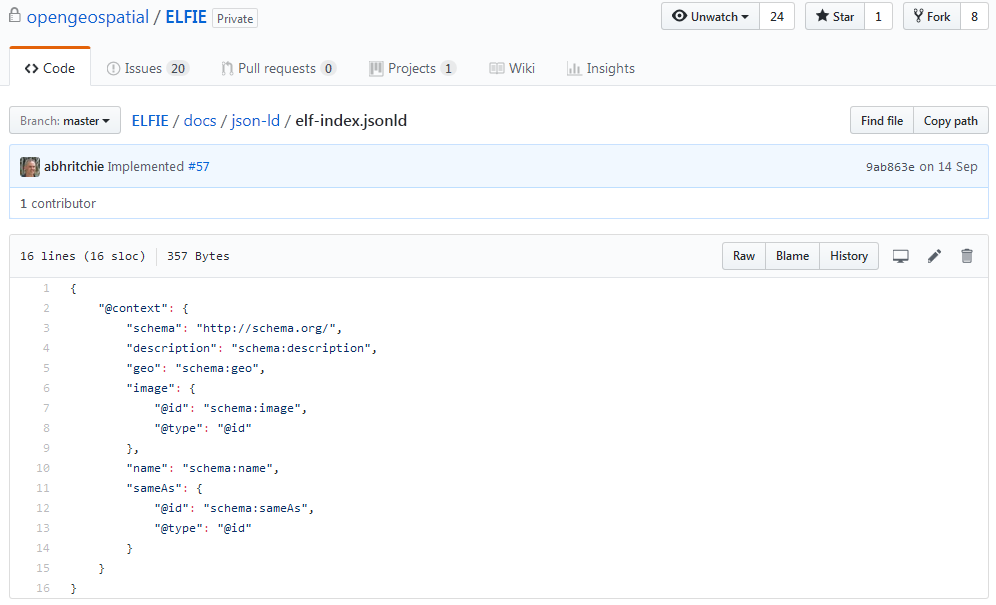 opengeospatial / ELFIE Private Unwatch 24 Star 1 Fork 8
Code Issues 20 Pull requests 0 Projects 1 Wiki Insights
Branch: master ELFIE / docs / json-ld / elf-index.jsonld Find file Copy path
abhritchie Implemented #57 9ab863e on 14 Sep
1 contributor
16 lines (16 sloc) 357 Bytes Raw Blame History
1 {
2 "@context": {
3 "schema": "http://schema.org/",
4 "description": "schema:description",
5 "geo": "schema:geo",
6 "image": {
7 "@id": "schema:image",
8 "@type": "@id"
9 },
10 "name": "schema:name",
11 "sameAs": {
12 "@id": "schema:sameAs",
13 "@type": "@id"
14 }
15 }
16 }